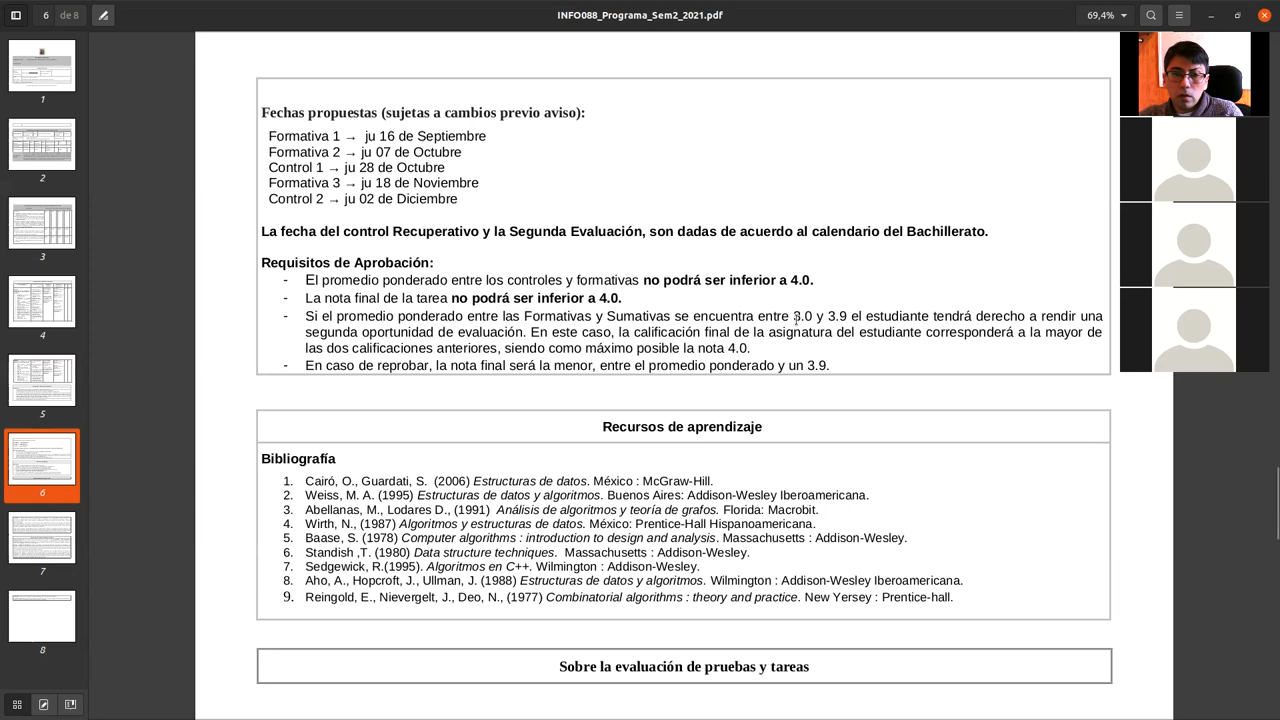 6 de 8
INFO088_Programa_Sem2_2021.pdf
69,4%
1
2
3
4
5
6
7
8
Fechas propuestas (sujetas a cambios previo aviso):
Formativa 1 → ju 16 de Septiembre
Formativa 2 → ju 07 de Octubre
Control 1 → ju 28 de Octubre
Formativa 3 → ju 18 de Noviembre
Control 2 → ju 02 de Diciembre
La fecha del control Recuperativo y la Segunda Evaluación, son dadas de acuerdo al calendario del Bachillerato.
Requisitos de Aprobación:
- El promedio ponderado entre los controles y formativas no podrá ser inferior a 4.0.
- La nota final de la tarea no podrá ser inferior a 4.0.
- Si el promedio ponderado entre las Formativas y Sumativas se encuentra entre 3.0 y 3.9 el estudiante tendrá derecho a rendir una
segunda oportunidad de evaluación. En este caso, la calificación final de la asignatura del estudiante corresponderá a la mayor de
las dos calificaciones anteriores, siendo como máximo posible la nota 4.0.
- En caso de reprobar, la nota final será la menor, entre el promedio ponderado y un 3.9.
Recursos de aprendizaje
Bibliografía
1. Cairó, O., Guardati, S. (2006) Estructuras de datos. México : McGraw-Hill.
2. Weiss, M. A. (1995) Estructuras de datos y algoritmos. Buenos Aires: Addison-Wesley Iberoamericana.
3. Abellanas, M., Lodares D., (1991) Análisis de algoritmos y teoría de grafos. Florida: Macrobit.
4. Wirth, N., (1987) Algoritmos y estructuras de datos. México: Prentice-Hall Hispanoamericana.
5. Baase, S. (1978) Computer algorithms : introduction to design and analysis. Massachusetts : Addison-Wesley.
6. Standish ,T. (1980) Data structure techniques. Massachusetts : Addison-Wesley.
7. Sedgewick, R.(1995). Algoritmos en C++. Wilmington : Addison-Wesley.
8. Aho, A., Hopcroft, J., Ullman, J. (1988) Estructuras de datos y algoritmos. Wilmington : Addison-Wesley Iberoamericana.
9. Reingold, E., Nievergelt, J., Deo, N., (1977) Combinatorial algorithms : theory and practice. New Yersey : Prentice-hall.
Sobre la evaluación de pruebas y tareas